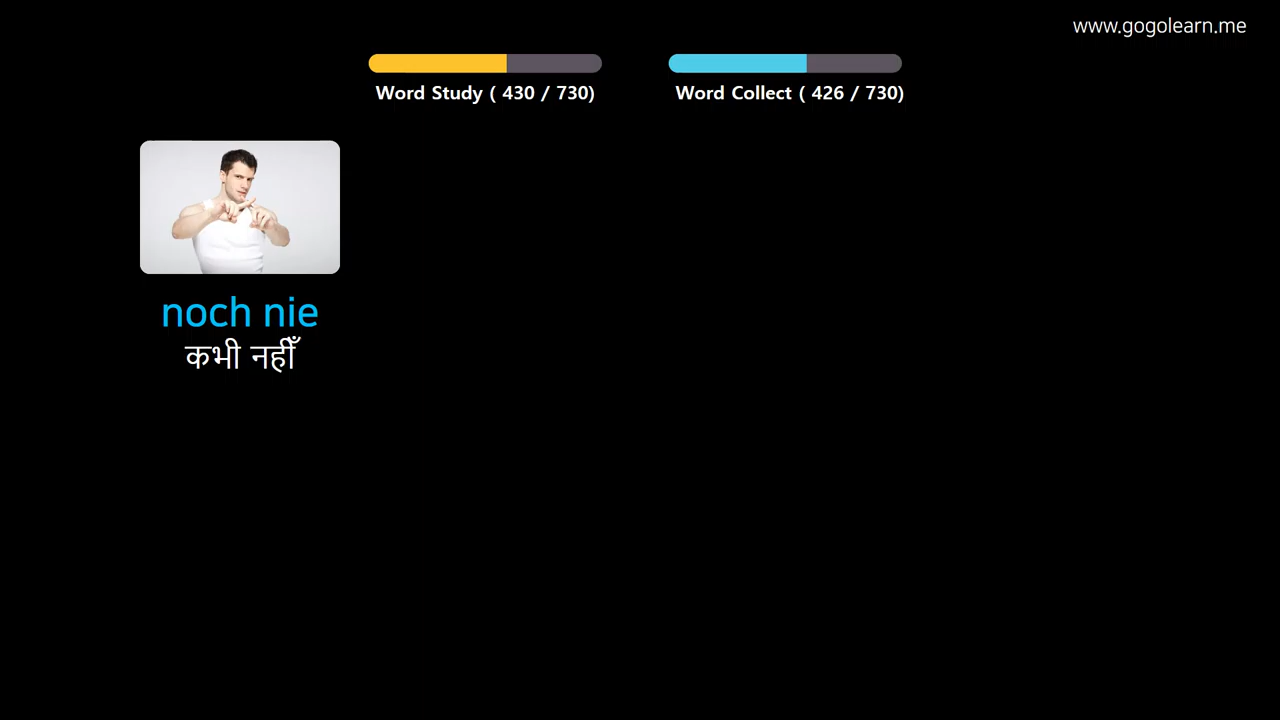 www.gogolearn.me
Word Study ( 430 / 730)
Word Collect ( 426 / 730)
noch nie
कभी नहीँ